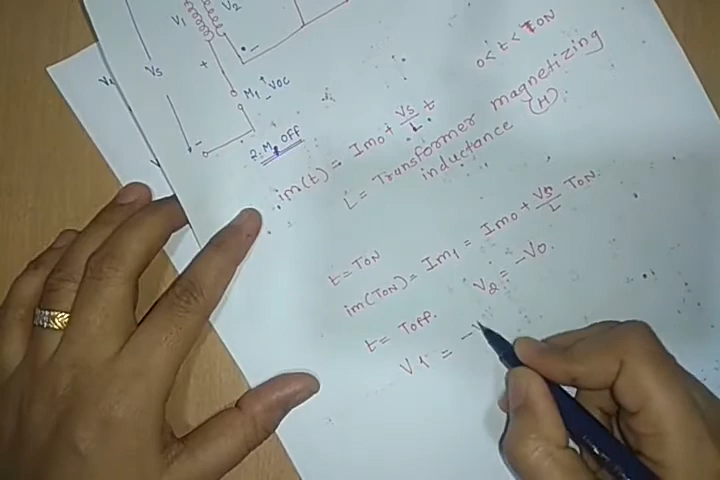 V1
V2
Vs
+
-
+
-
M1 VOC
2. M1 OFF
0 < t < TON
im(t) = Imo + Vs/L t
L = Transformer magnetizing
inductance (H).
t = TON
im(TON) = Im1 = Imo + Vs/L TON.
t = TOFF.
V2 = -V0.
V1 = -